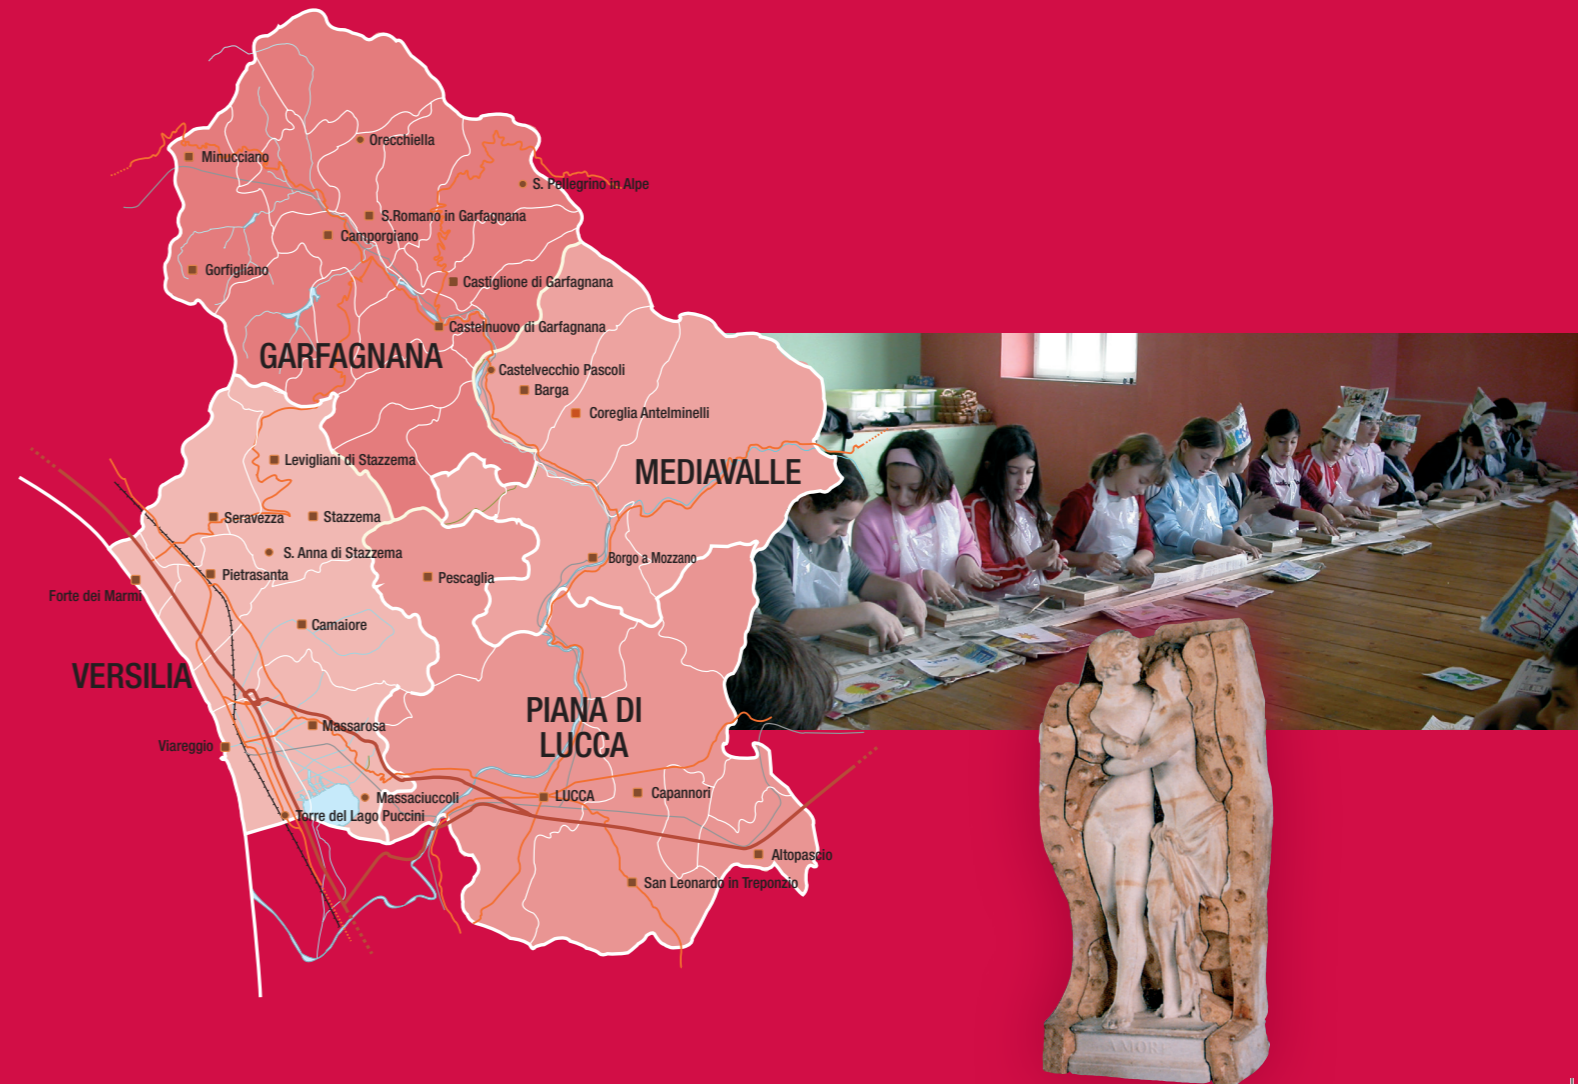 Orecchiella
Minucciano
S. Pellegrino in Alpe
S.Romano in Garfagnana
Camporgiano
Gorfigliano
Castiglione di Garfagnana
Castelnuovo di Garfagnana
GARFAGNANA
Castelvecchio Pascoli
Barga
Coreglia Antelminelli
Levigliani di Stazzema
MEDIAVALLE
Seravezza
Stazzema
S. Anna di Stazzema
Borgo a Mozzano
Pietrasanta
Pescaglia
Forte dei Marmi
Camaiore
VERSILIA
PIANA DI
LUCCA
Massarosa
Viareggio
Massaciuccoli
LUCCA
Capannori
Torre del Lago Puccini
Altopascio
San Leonardo in Treponzio
AMORE